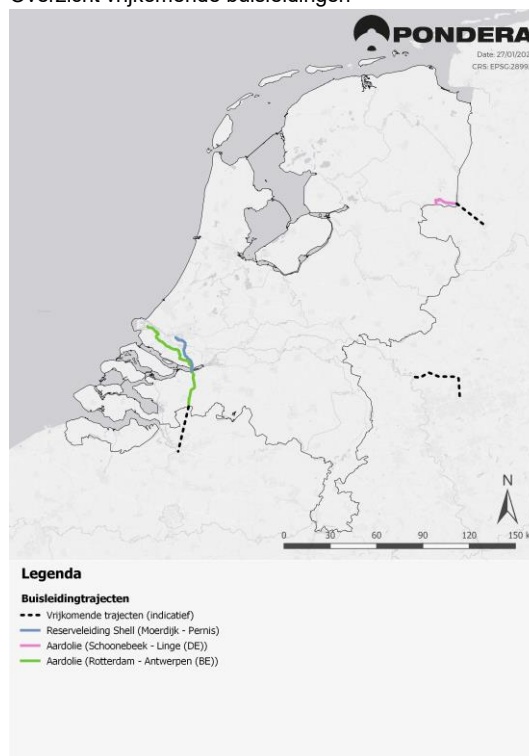 Overzicht vrijkomende buisleidingen
PONDERA
Date: 27/01/202
CRS: EPSG:2899
N
0 30 60 90 120 150 k
Legenda
Buisleidingtrajecten
Vrijkomende trajecten (indicatief)
Reserveleiding Shell (Moerdijk - Pernis)
Aardolie (Schoonebeek - Linge (DE))
Aardolie (Rotterdam - Antwerpen (BE))